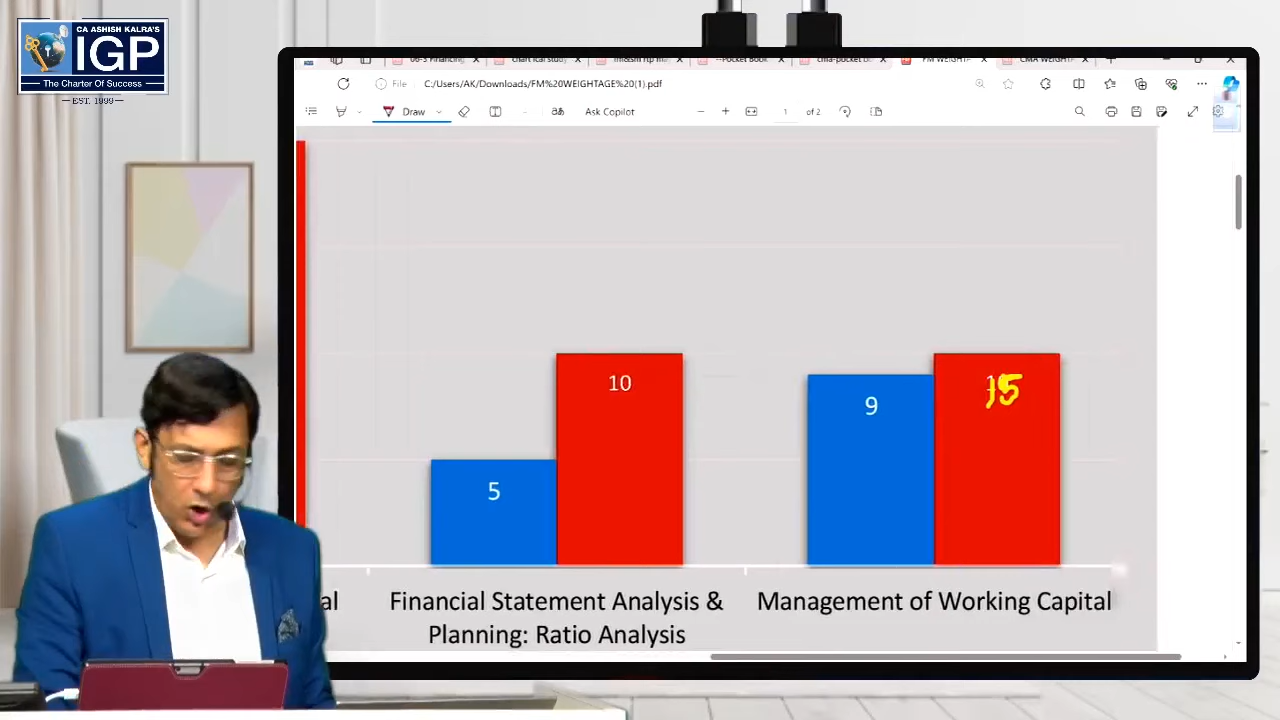 CA ASHISH KALRA'S
IGP
The Charter Of Success
EST. 1999
File C:/Users/AK/Downloads/FM%20WEIGHTAGE%20(1).pdf
Draw
Ask Copilot
1 of 2
10
15
9
5
al
Financial Statement Analysis &
Planning: Ratio Analysis
Management of Working Capital